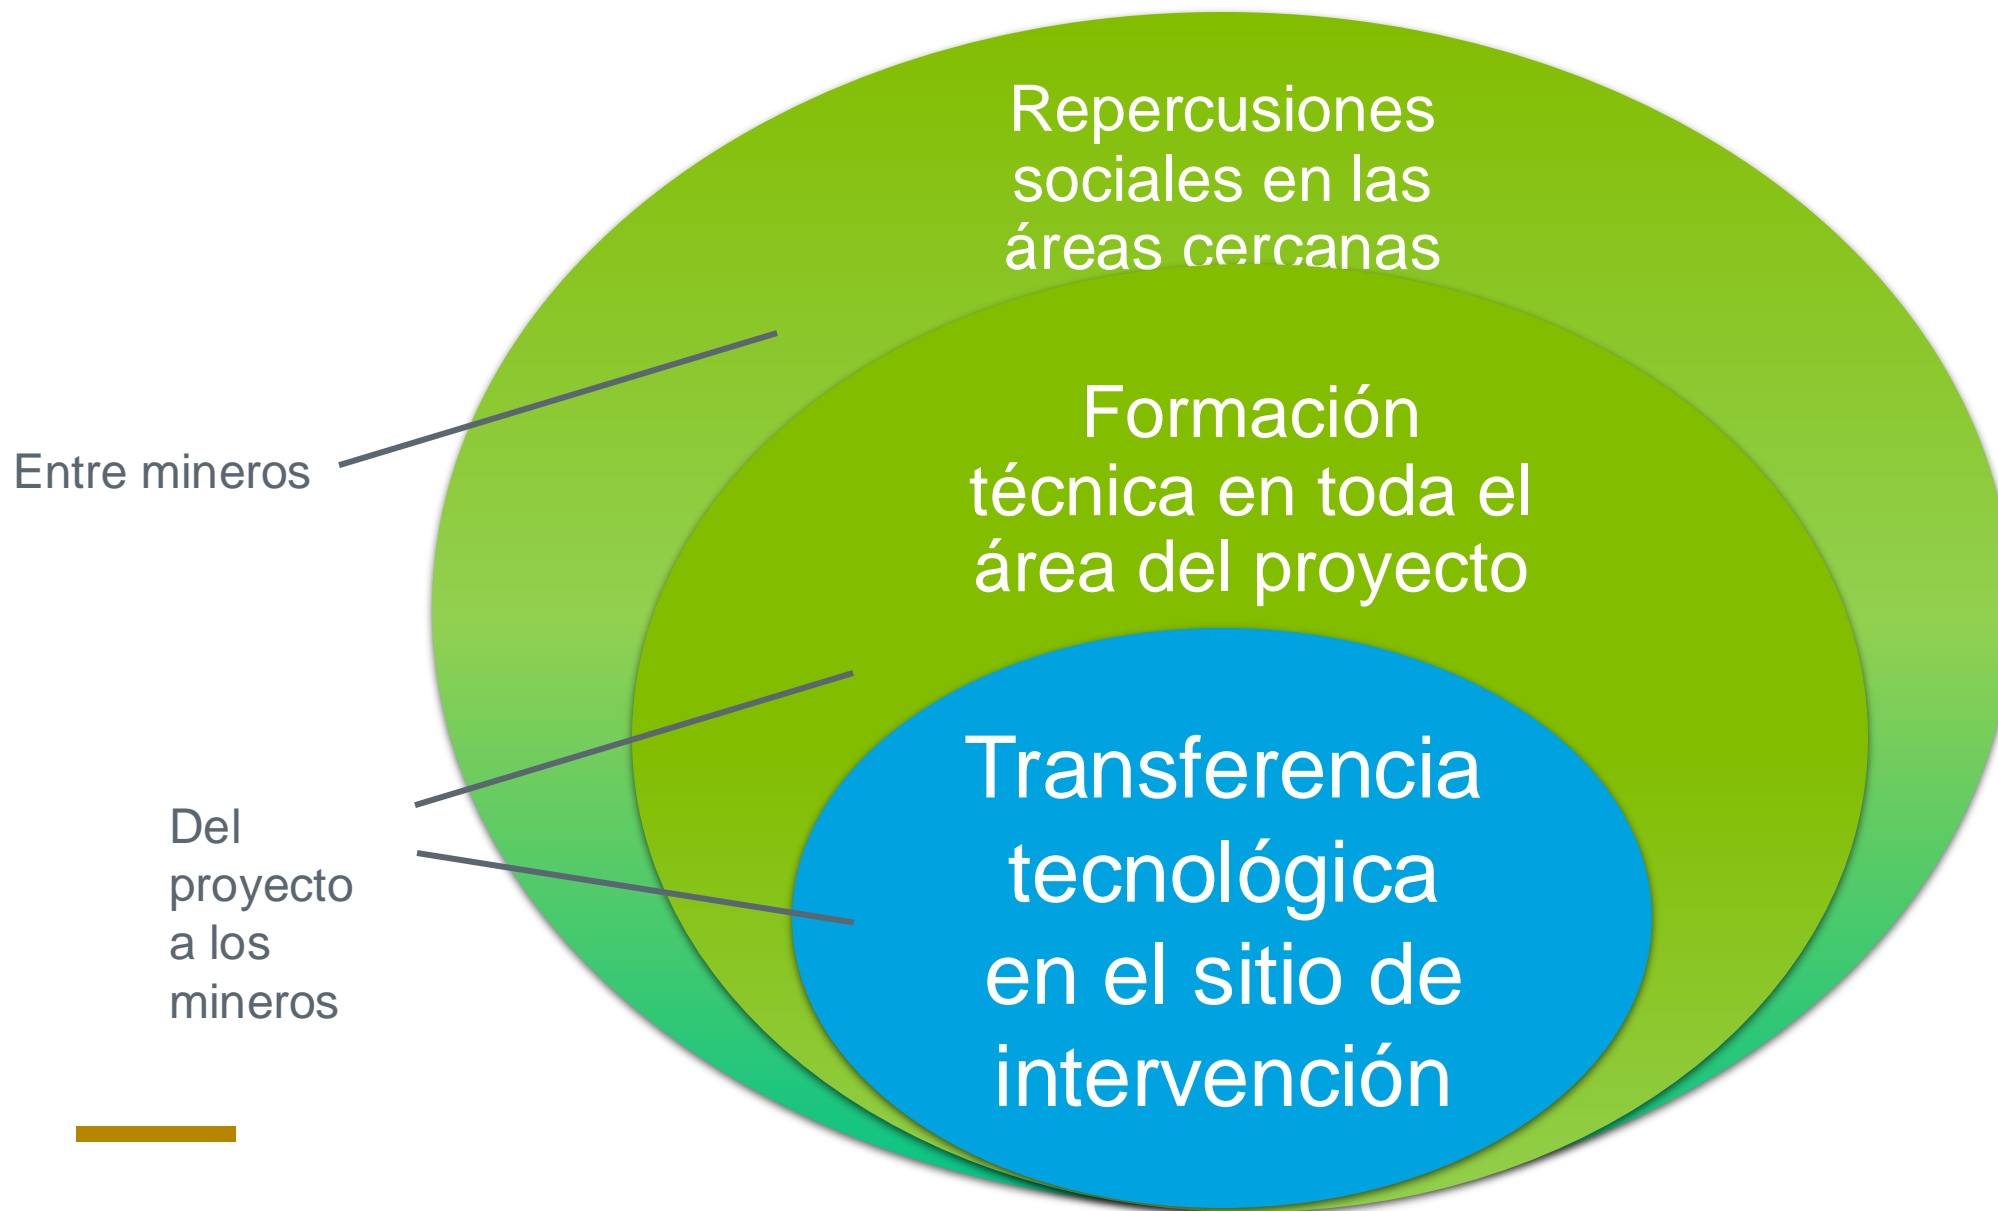 Repercusiones
sociales en las
áreas cercanas
Formación
técnica en toda el
área del proyecto
Entre mineros
Transferencia
tecnológica
en el sitio de
intervención
Del
proyecto
a los
mineros